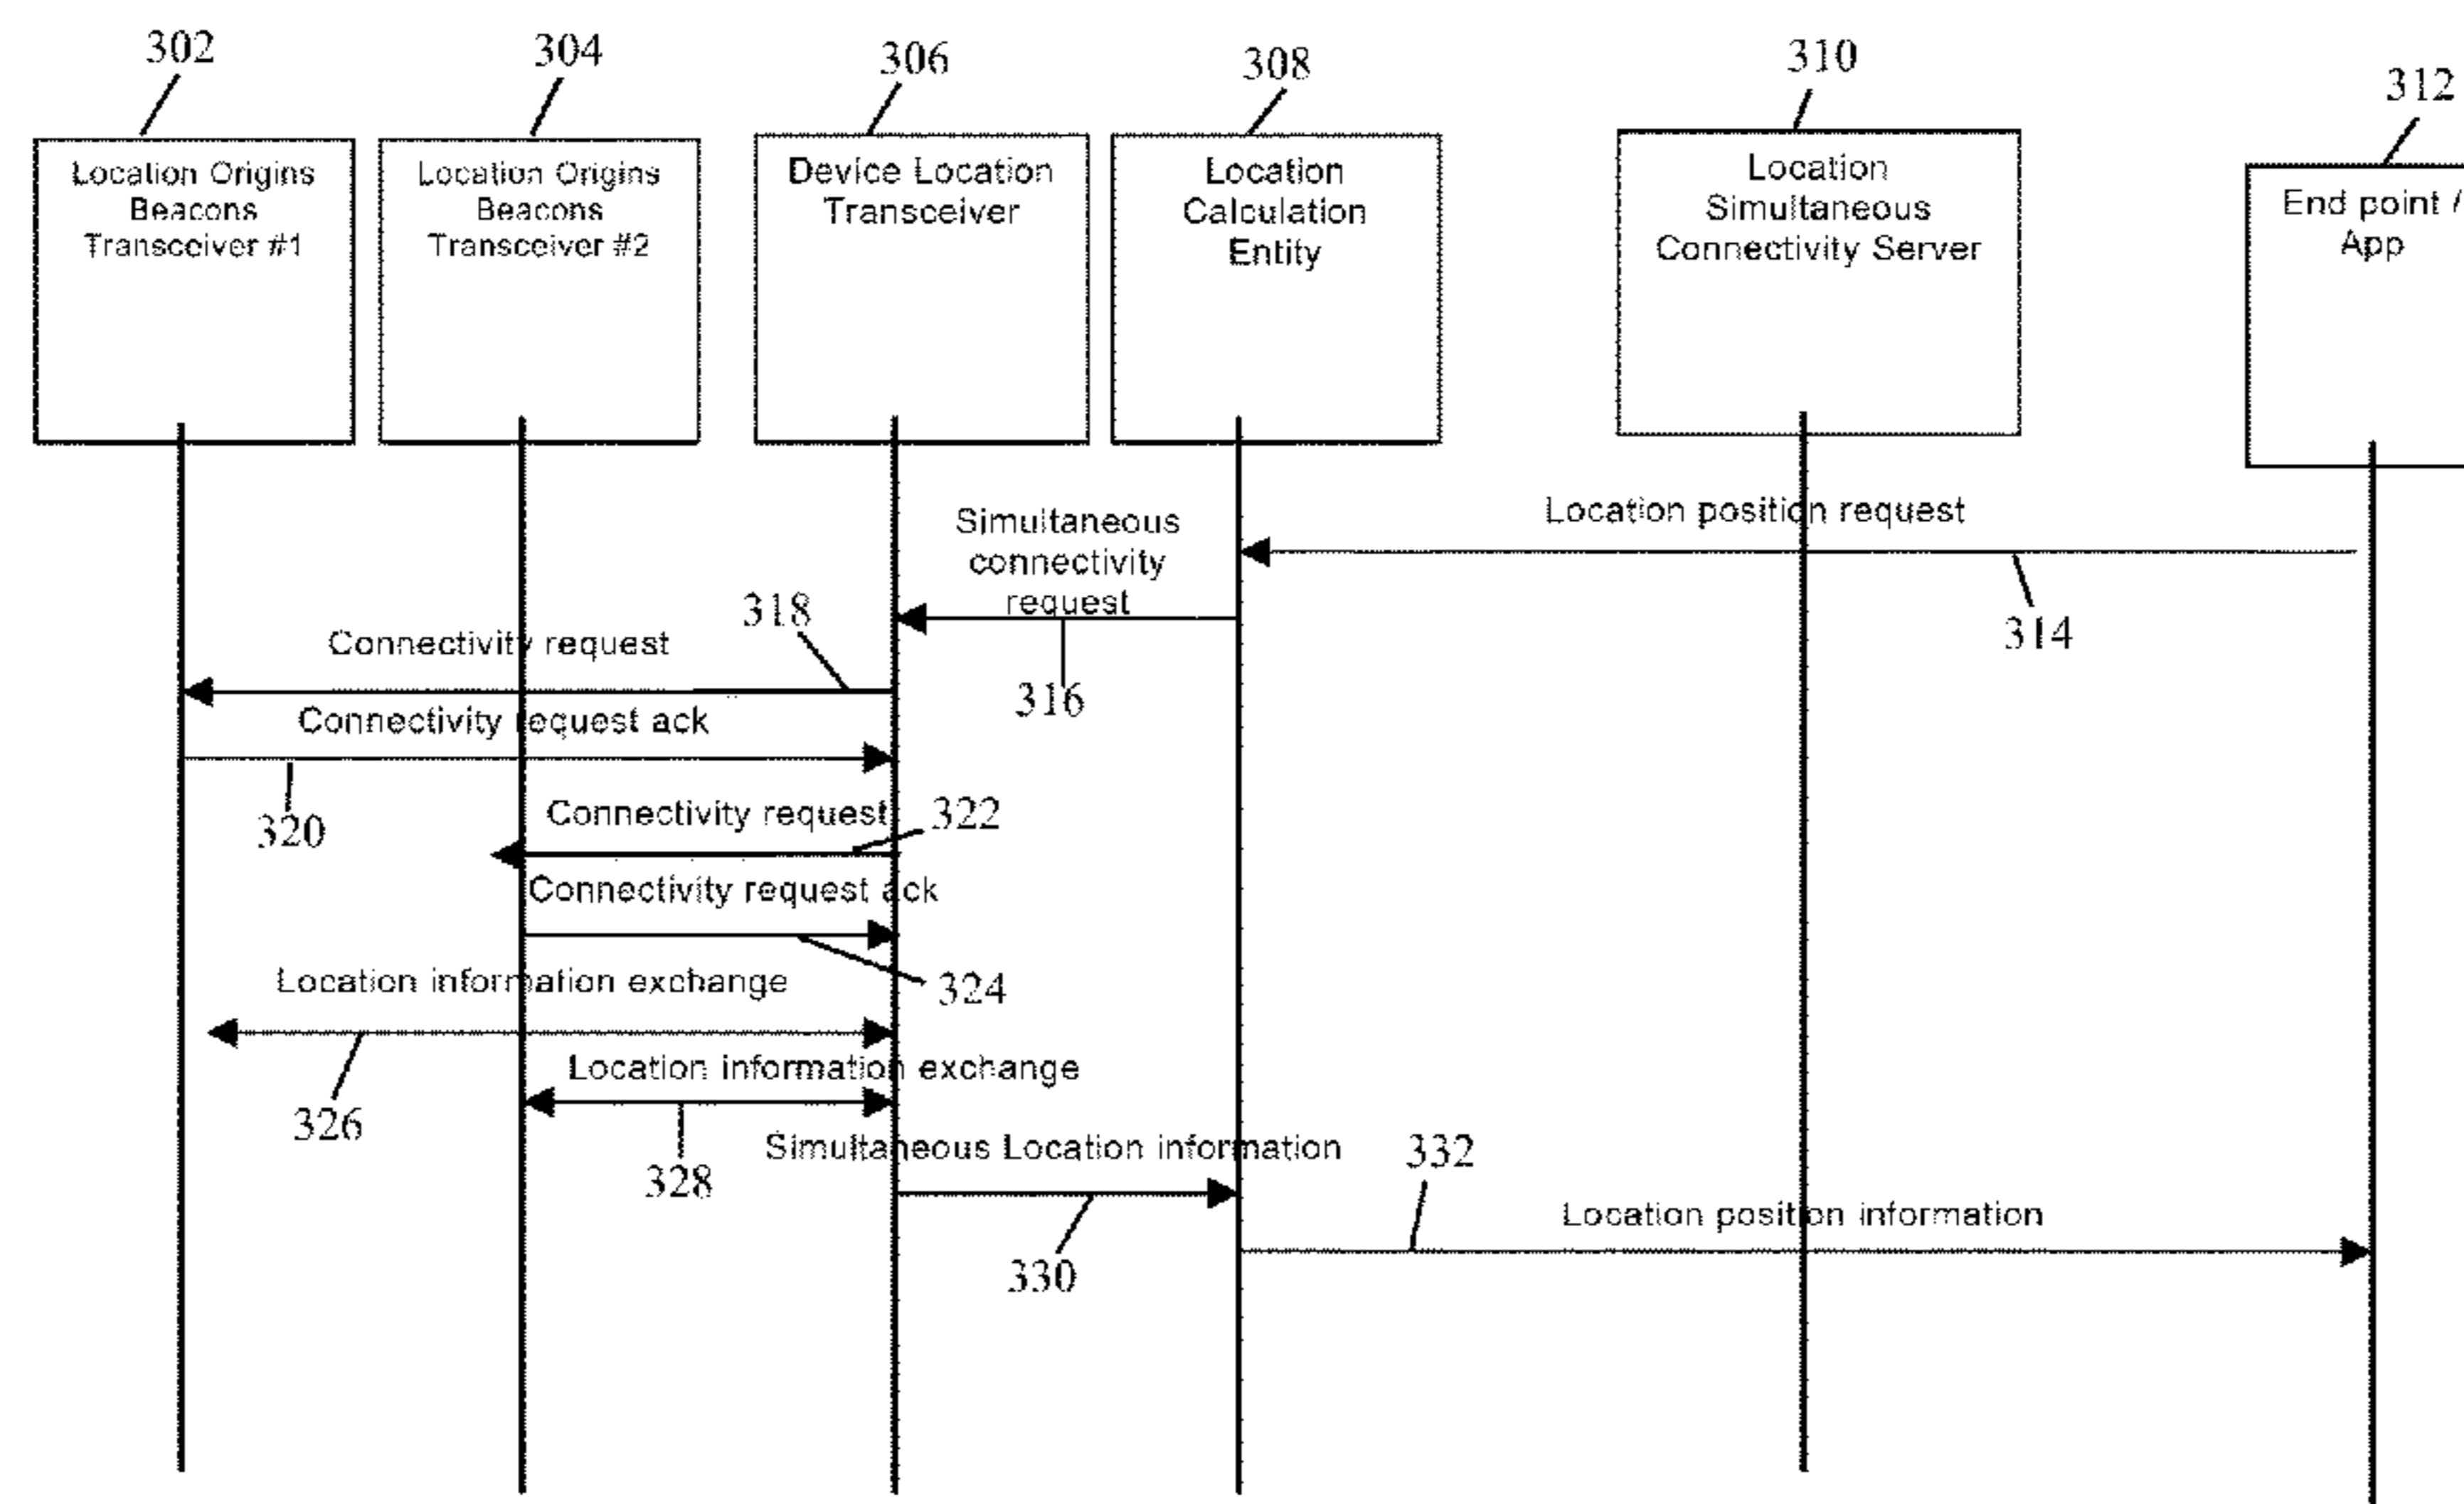 302
304
306
308
310
312
Location Origins
Beacons
Transceiver #1
Location Origins
Beacons
Transceiver #2
Device Location
Transceiver
Location
Calculation
Entity
Location
Simultaneous
Connectivity Server
End point /
App
Location position request
314
Simultaneous
connectivity
request
316
318
Connectivity request
Connectivity request ack
320
Connectivity request
322
Connectivity request ack
324
Location information exchange
326
Location information exchange
328
Simultaneous Location information
330
332
Location position information